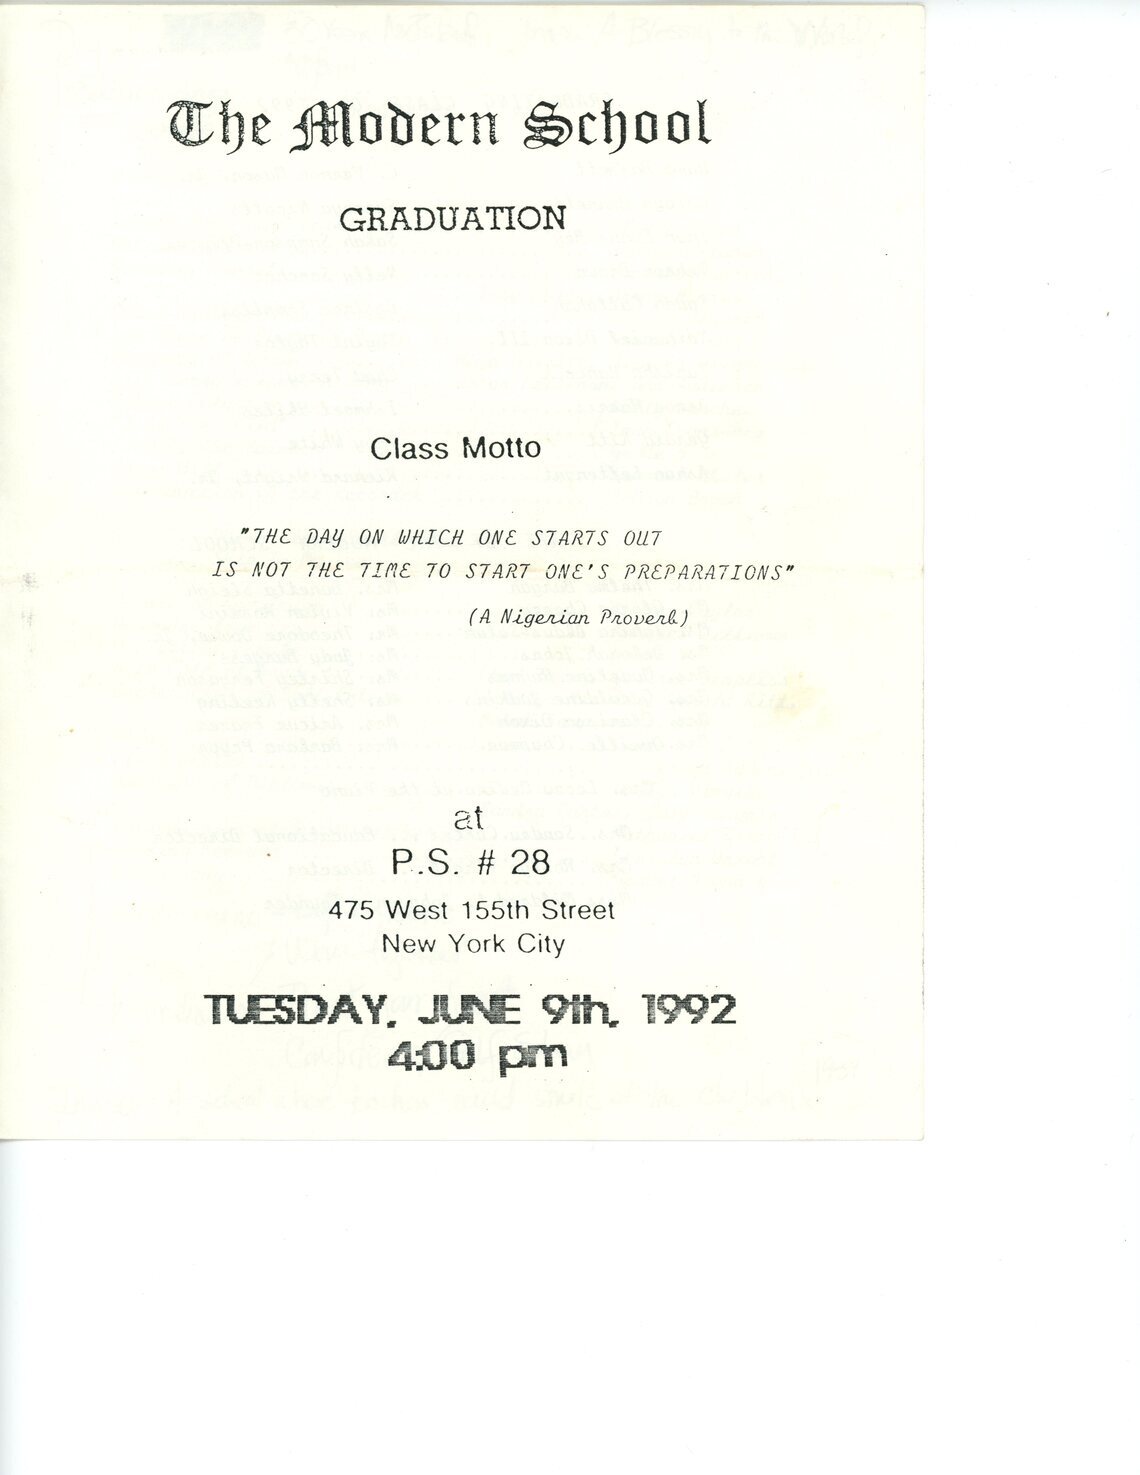 The Modern School
GRADUATION
Class Motto
"THE DAY ON WHICH ONE STARTS OUT
IS NOT THE TIME TO START ONE'S PREPARATIONS"
(A Nigerian Proverb)
at
P.S. # 28
475 West 155th Street
New York City
TUESDAY, JUNE 9th, 1992
4:00 pm